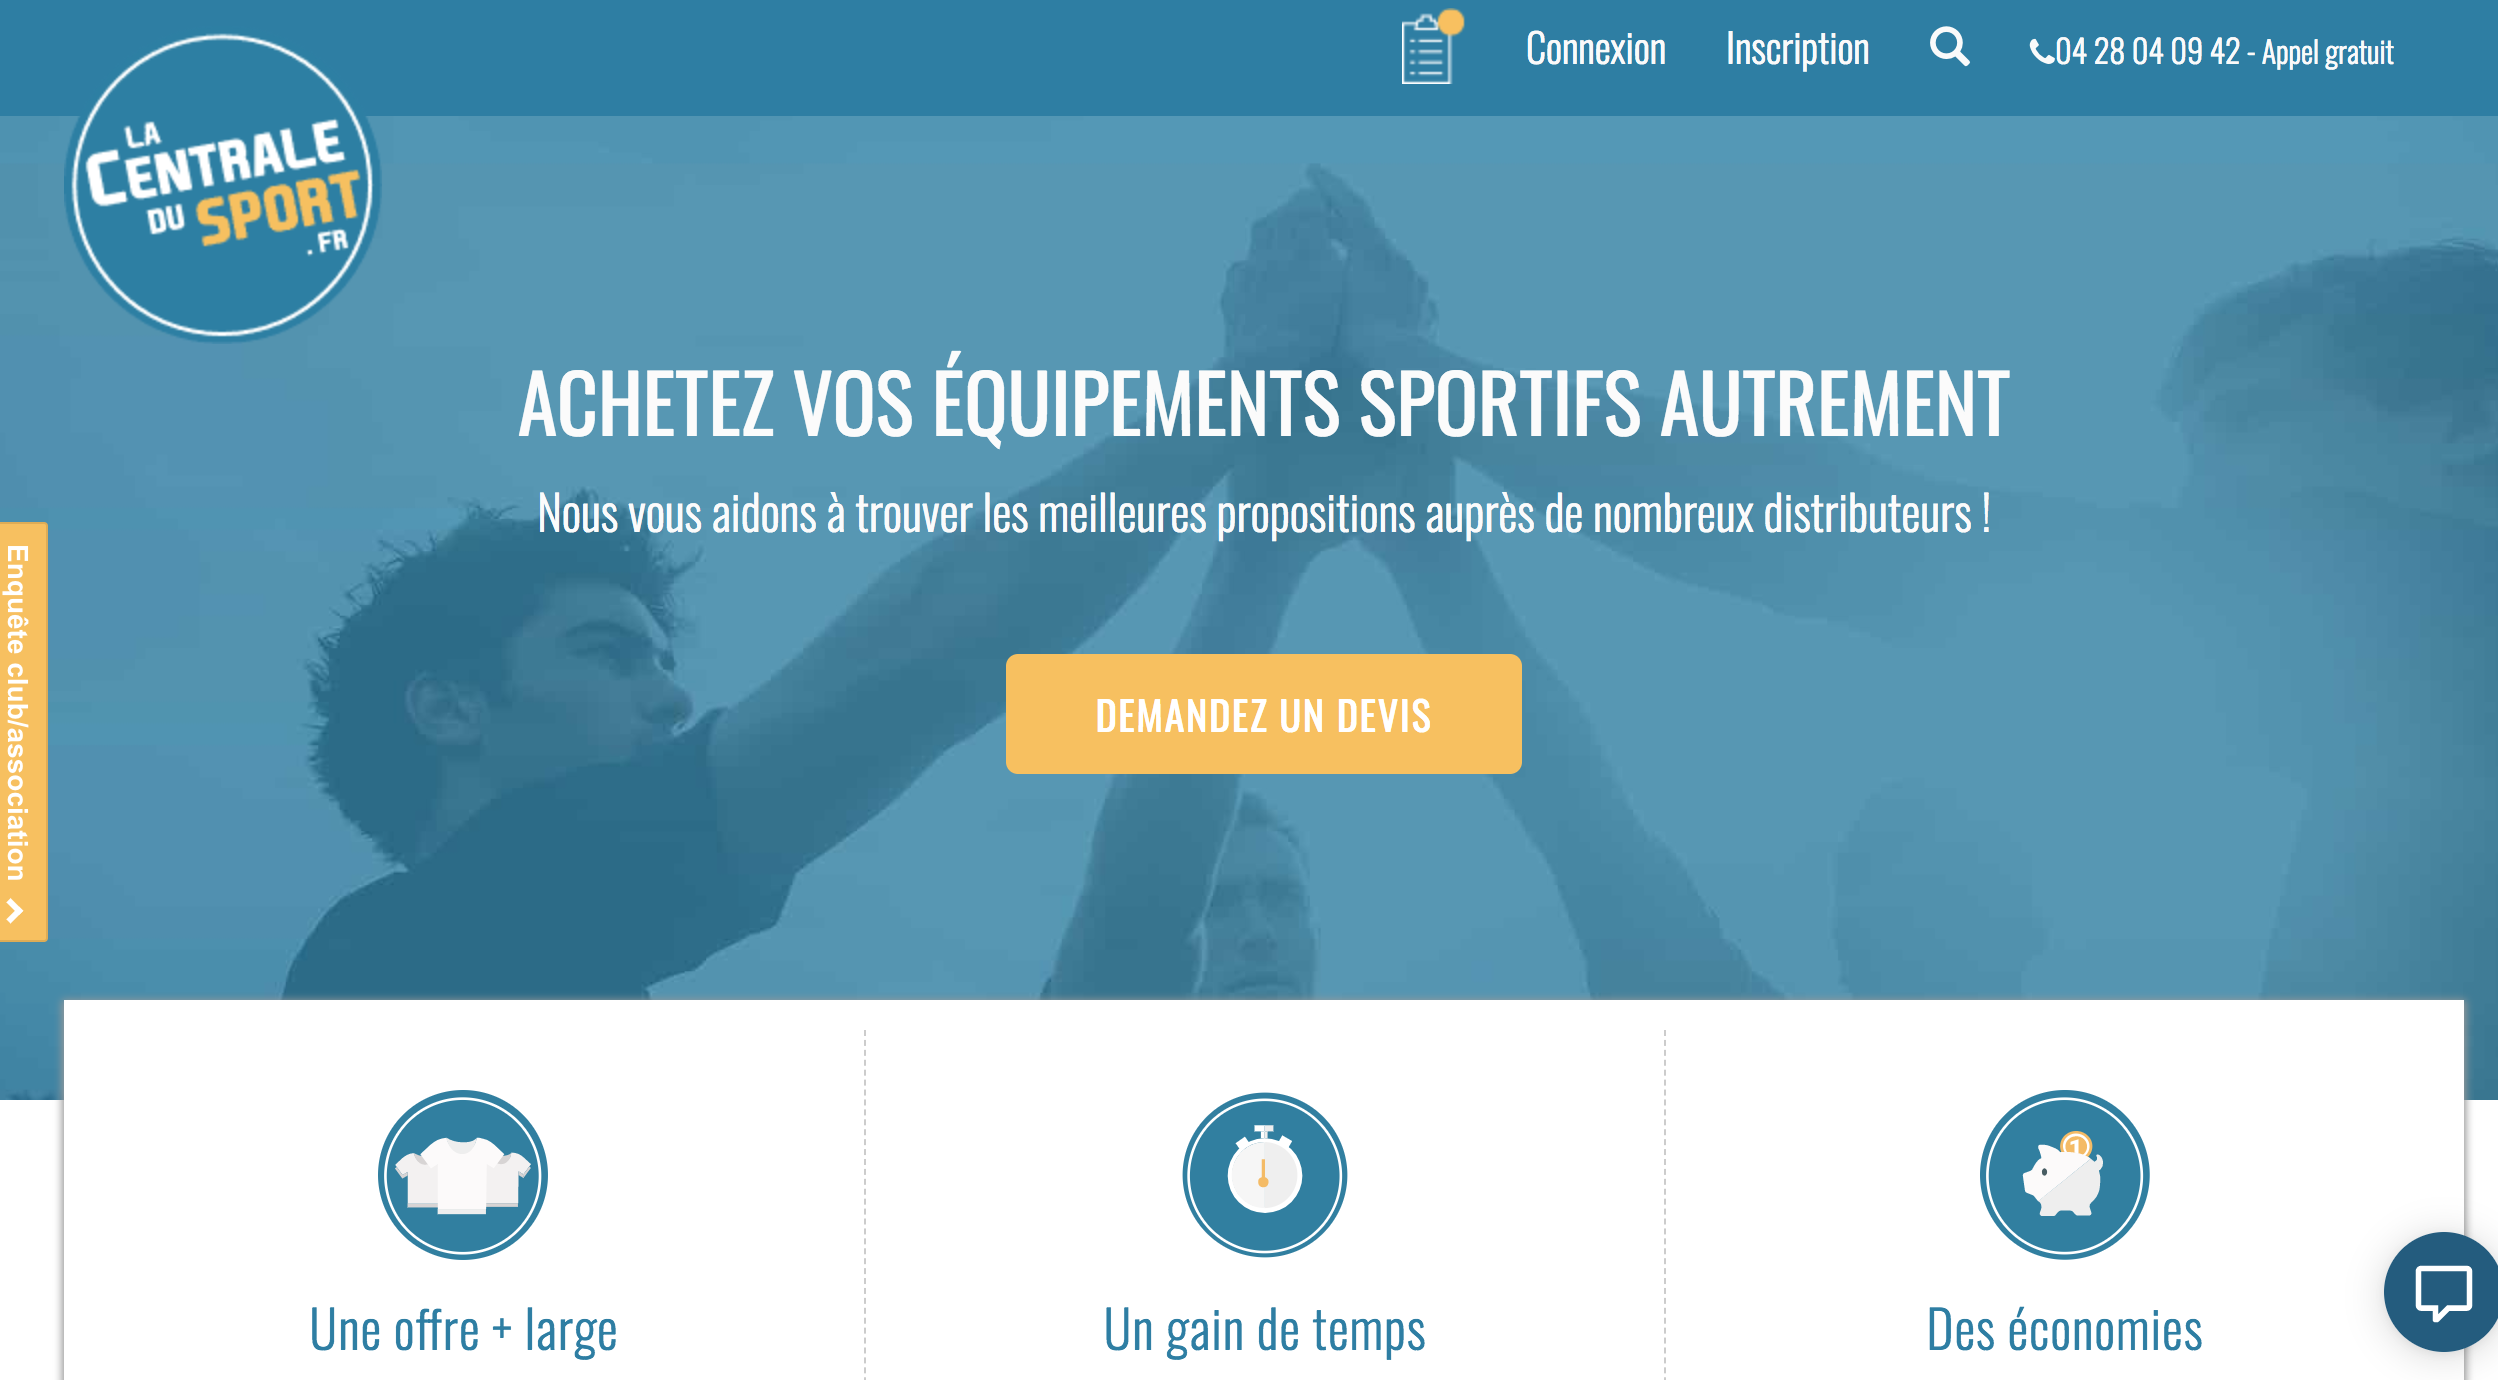 Connexion
Inscription
04 28 04 09 42 - Appel gratuit
LA
CENTRALE
DU SPORT
.FR
ACHETEZ VOS ÉQUIPEMENTS SPORTIFS AUTREMENT
Nous vous aidons à trouver les meilleures propositions auprès de nombreux distributeurs !
Enquête club/association
DEMANDEZ UN DEVIS
1
Une offre + large
Un gain de temps
Des économies